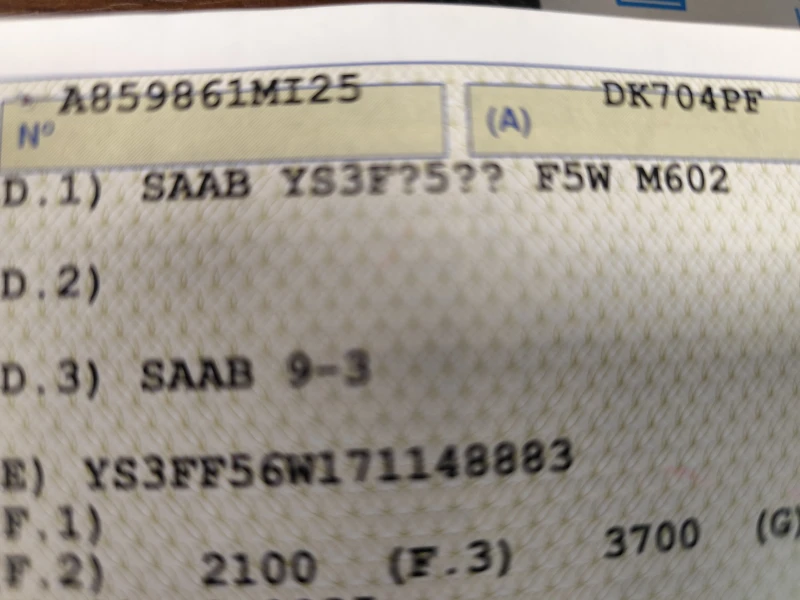 A859861MI25 DK704PF
Nº (A)
D.1) SAAB YS3F?5?? F5W M602
D.2)
D.3) SAAB 9-3
E) YS3FF56W171148883
F.1)
F.2) 2100 (F.3) 3700 (G)